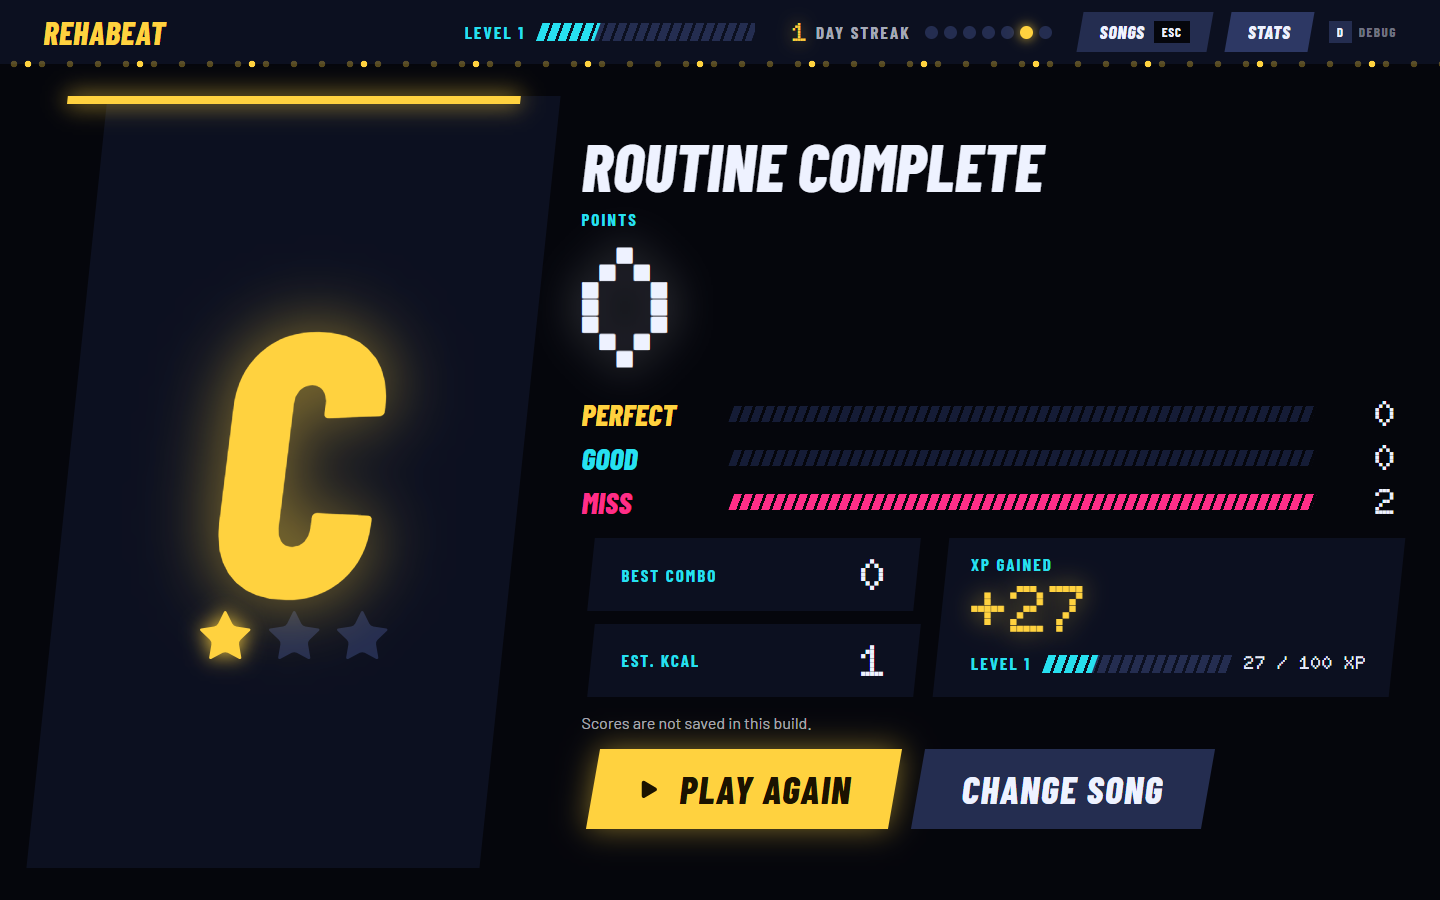 REHABEAT
LEVEL 1
1 DAY STREAK
SONGS ESC
STATS
D DEBUG
C
ROUTINE COMPLETE
POINTS
0
PERFECT 0
GOOD 0
MISS 2
BEST COMBO 0
EST. KCAL 1
XP GAINED
+27
LEVEL 1 27 / 100 XP
Scores are not saved in this build.
PLAY AGAIN
CHANGE SONG